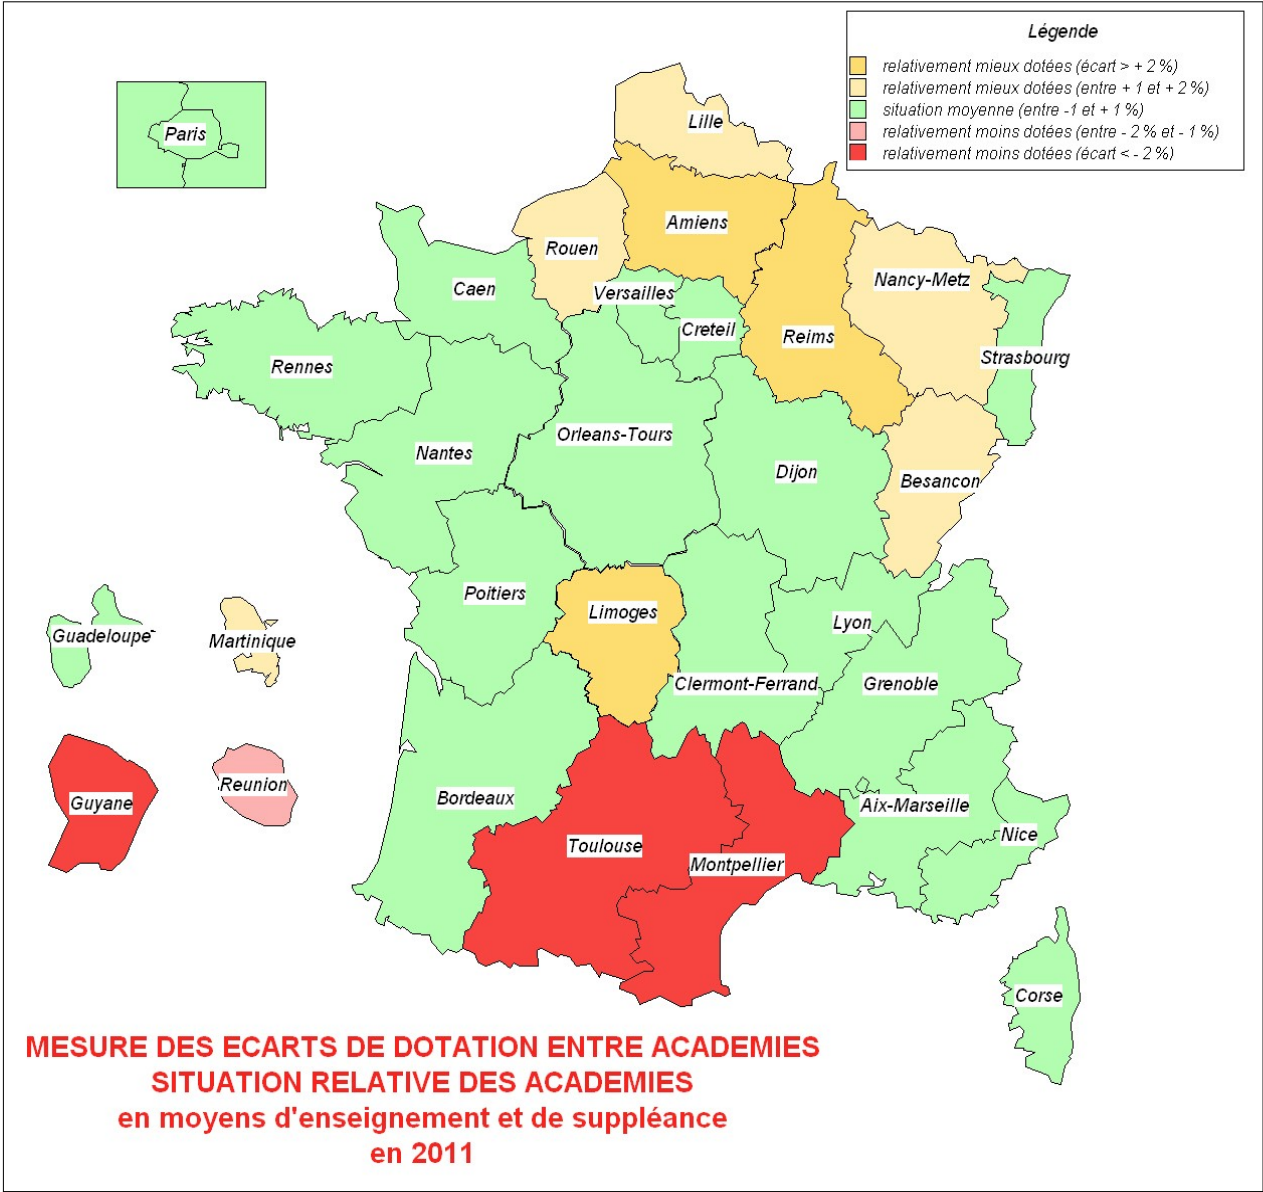 Légende
relativement mieux dotées (écart > + 2 %)
relativement mieux dotées (entre + 1 et + 2 %)
situation moyenne (entre -1 et + 1 %)
relativement moins dotées (entre - 2 % et - 1 %)
relativement moins dotées (écart < - 2 %)
Paris
Lille
Amiens
Rouen
Nancy-Metz
Caen
Versailles
Creteil
Reims
Strasbourg
Rennes
Orleans-Tours
Nantes
Dijon
Besancon
Poitiers
Limoges
Lyon
Guadeloupe
Martinique
Clermont-Ferrand
Grenoble
Guyane
Reunion
Bordeaux
Aix-Marseille
Nice
Toulouse
Montpellier
Corse
MESURE DES ECARTS DE DOTATION ENTRE ACADEMIES
SITUATION RELATIVE DES ACADEMIES
en moyens d'enseignement et de suppléance
en 2011